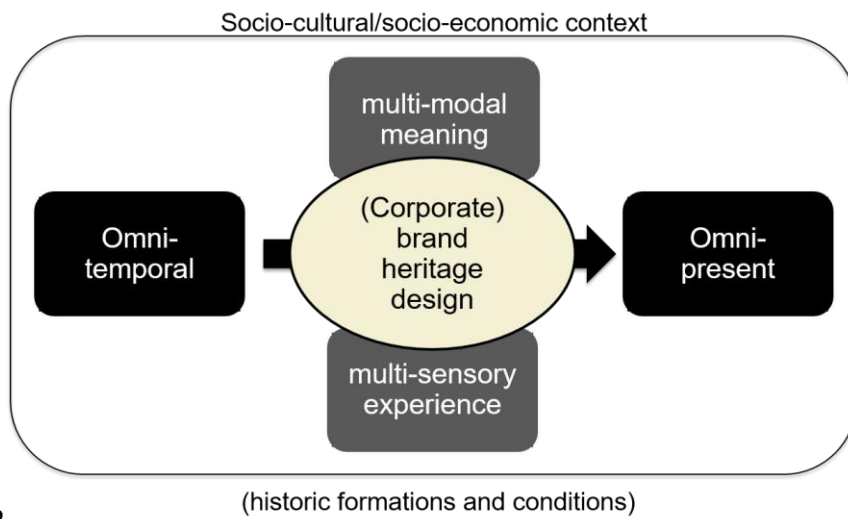 Socio-cultural/socio-economic context
multi-modal
meaning
Omni-
temporal
(Corporate)
brand
heritage
design
Omni-
present
multi-sensory
experience
(historic formations and conditions)